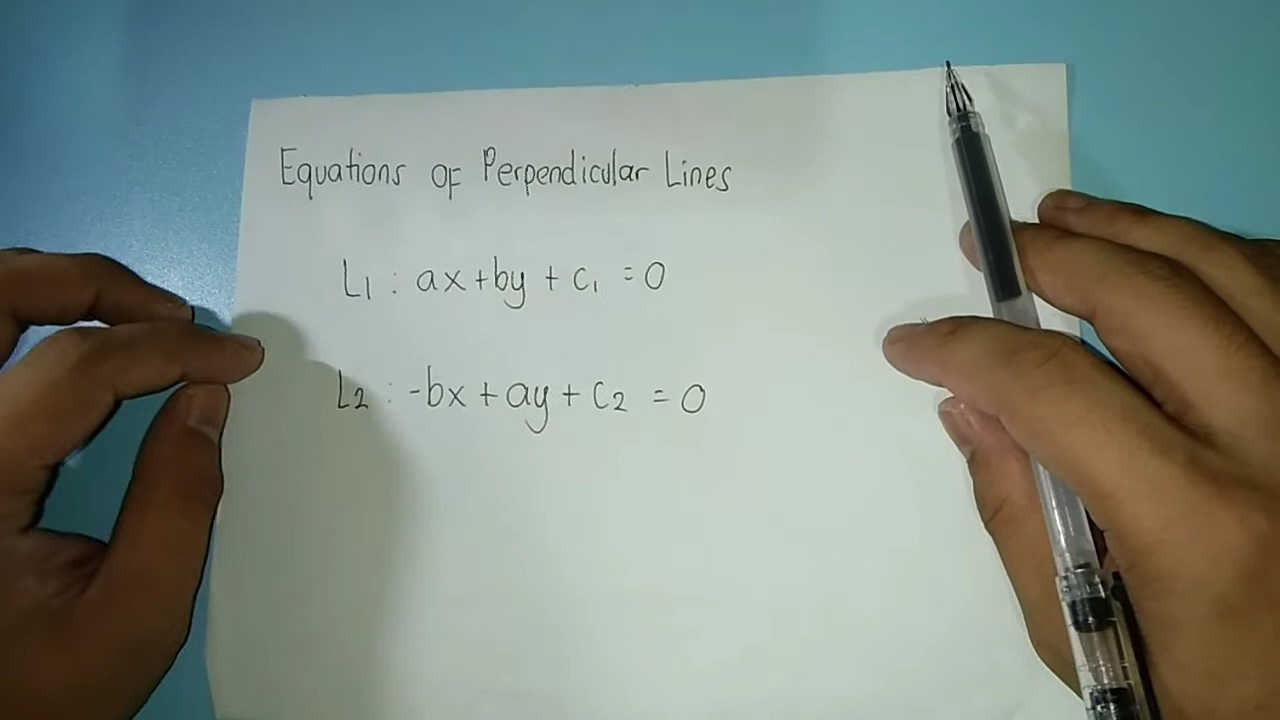 Equations of Perpendicular Lines
L₁ : ax + by + c₁ = 0
L₂ : -bx + ay + c₂ = 0